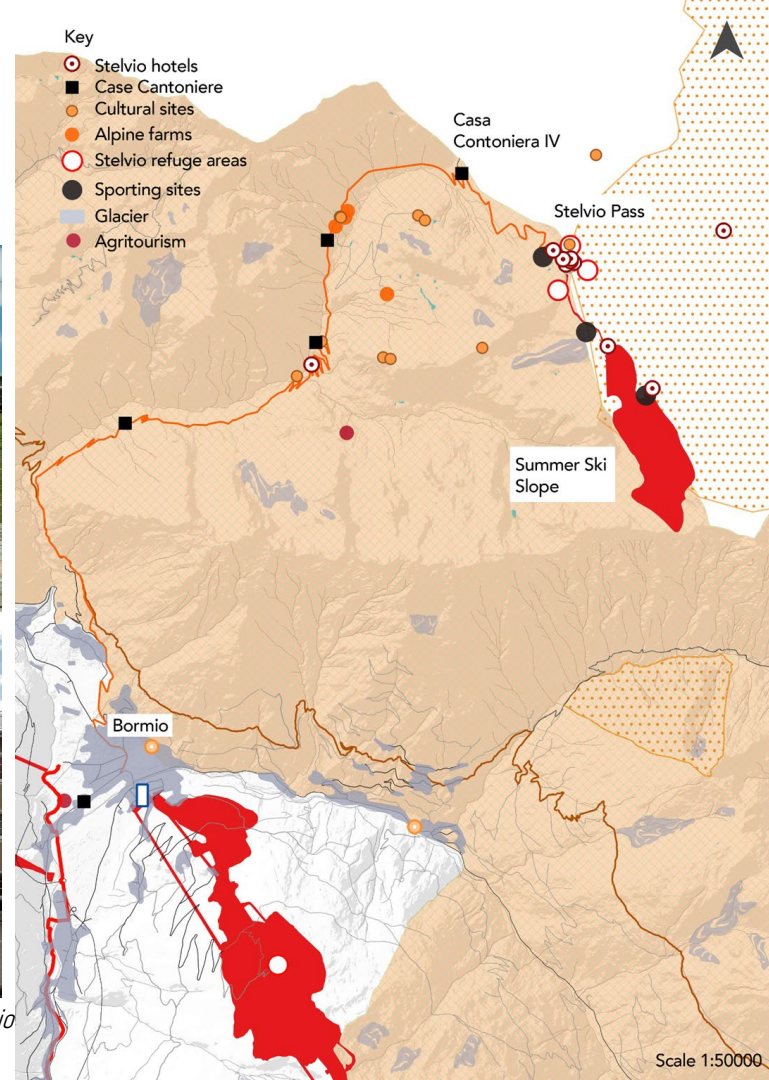 Key
Stelvio hotels
Case Cantoniere
Cultural sites
Alpine farms
Stelvio refuge areas
Sporting sites
Glacier
Agritourism
Casa
Contoniera IV
Stelvio Pass
Summer Ski
Slope
Bormio
io
Scale 1:50000